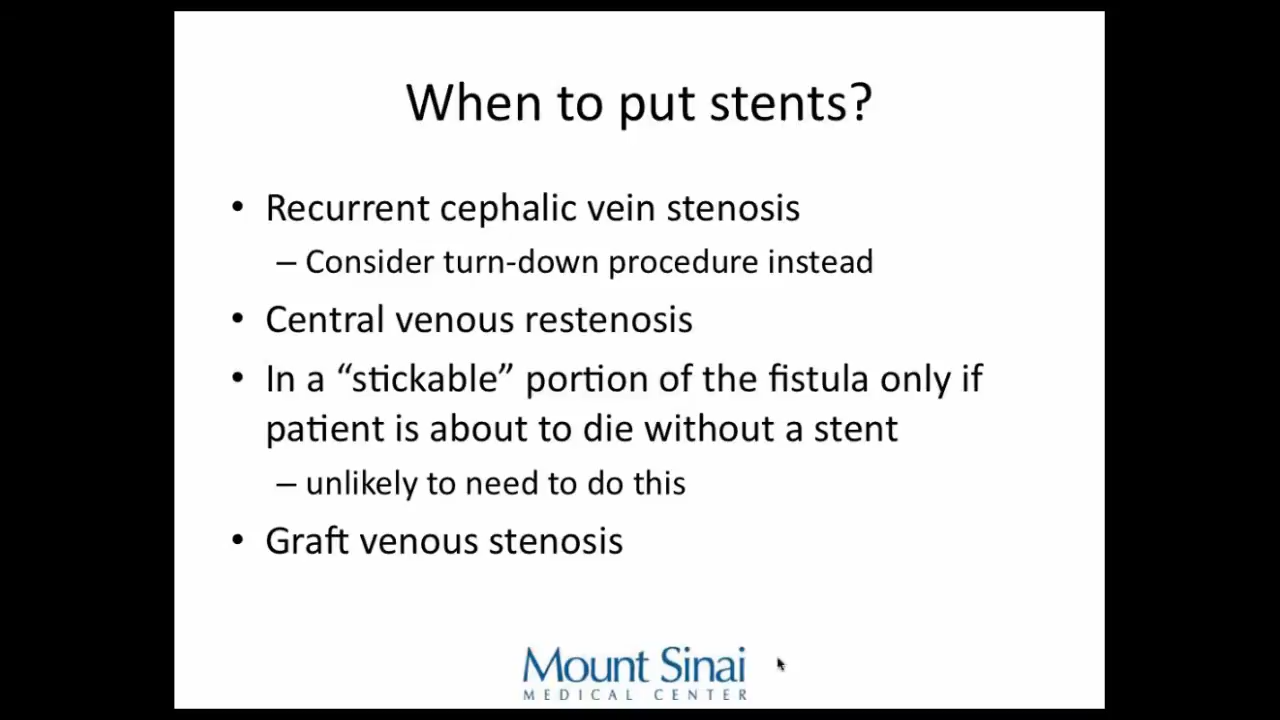 When to put stents?
• Recurrent cephalic vein stenosis
– Consider turn-down procedure instead
• Central venous restenosis
• In a “stickable” portion of the fistula only if
patient is about to die without a stent
– unlikely to need to do this
• Graft venous stenosis
Mount Sinai
MEDICAL CENTER